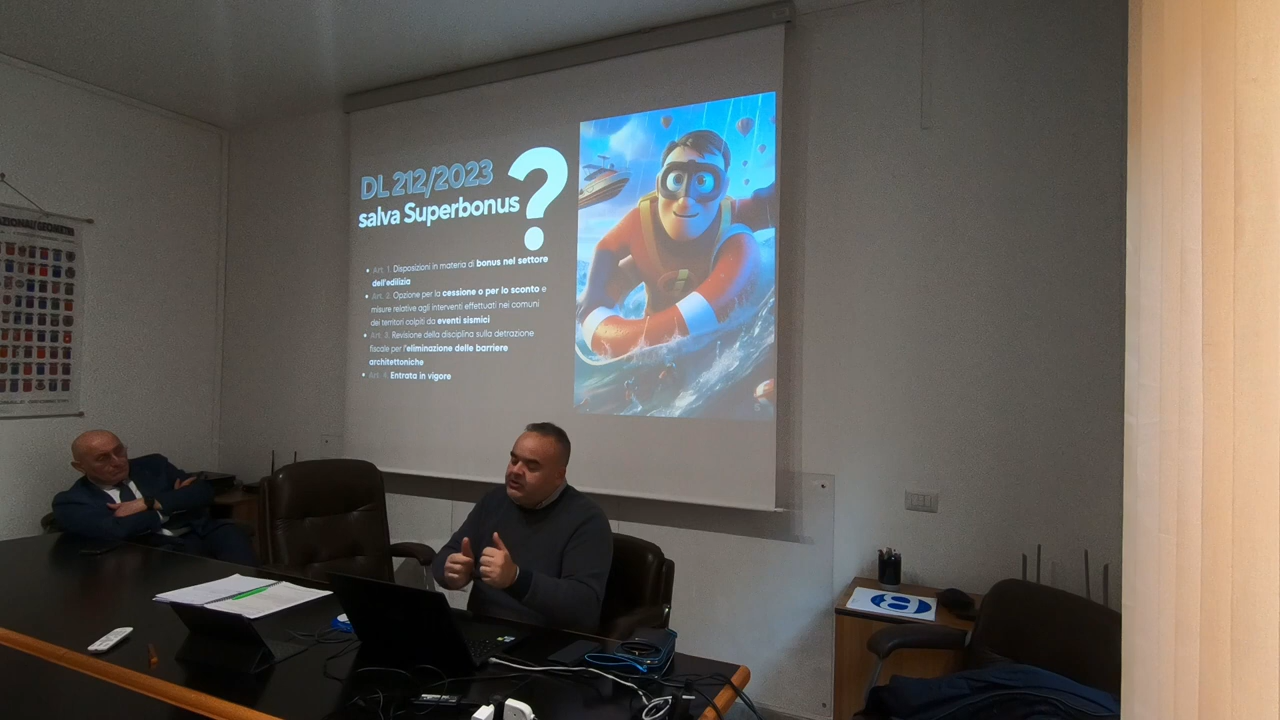 DL 212/2023
salva Superbonus ?
• Art. 1. Disposizioni in materia di bonus nel settore
dell'edilizia
• Art. 2. Opzione per la cessione o per lo sconto e
misure relative agli interventi effettuati nei comuni
dei territori colpiti da eventi sismici
• Art. 3. Revisione della disciplina sulla detrazione
fiscale per l'eliminazione delle barriere
architettoniche
• Art. 4. Entrata in vigore
GEOMETRI